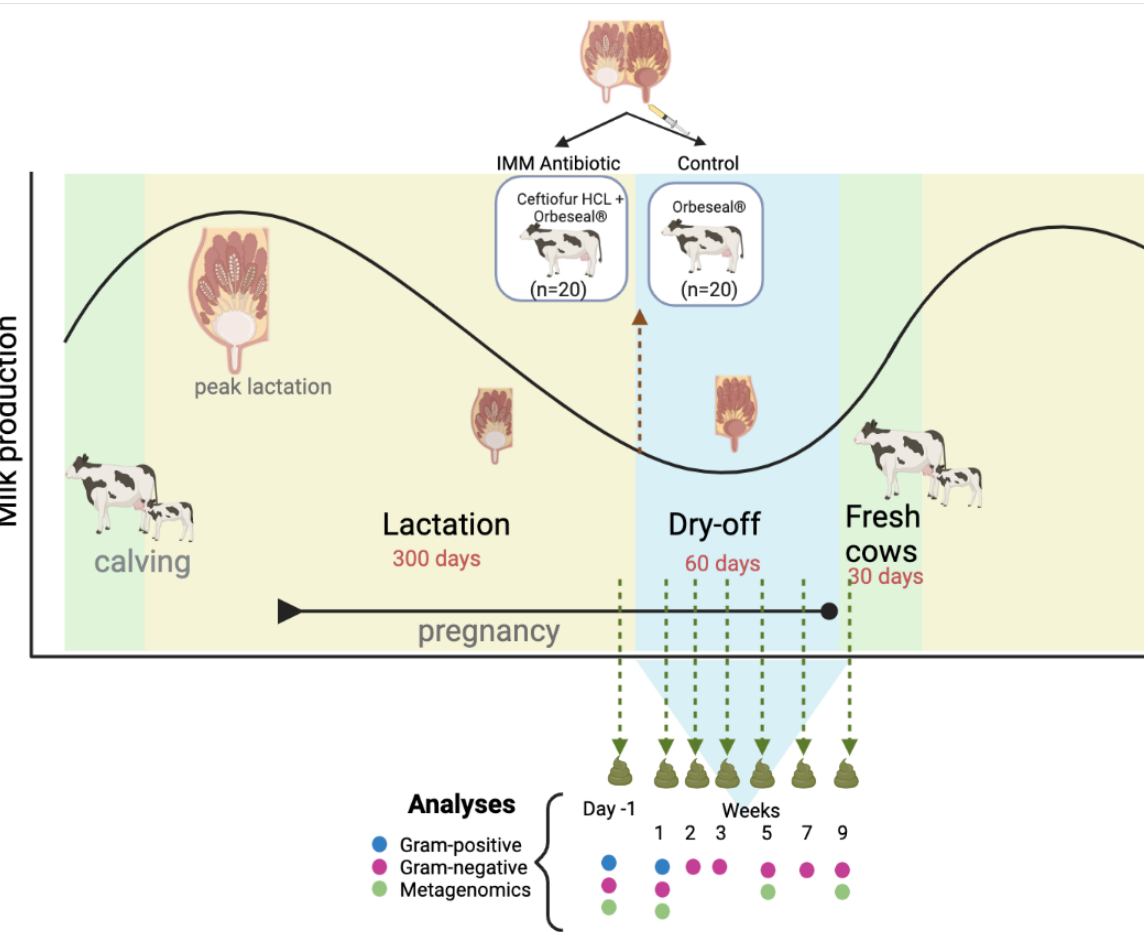 IMM Antibiotic
Control
Ceftiofur HCL +
Orbeseal®
(n=20)
Orbeseal®
(n=20)
Milk production
peak lactation
calving
Lactation
300 days
Dry-off
60 days
Fresh
cows
30 days
pregnancy
Analyses
Gram-positive
Gram-negative
Metagenomics
Day -1
Weeks
1 2 3 5 7 9